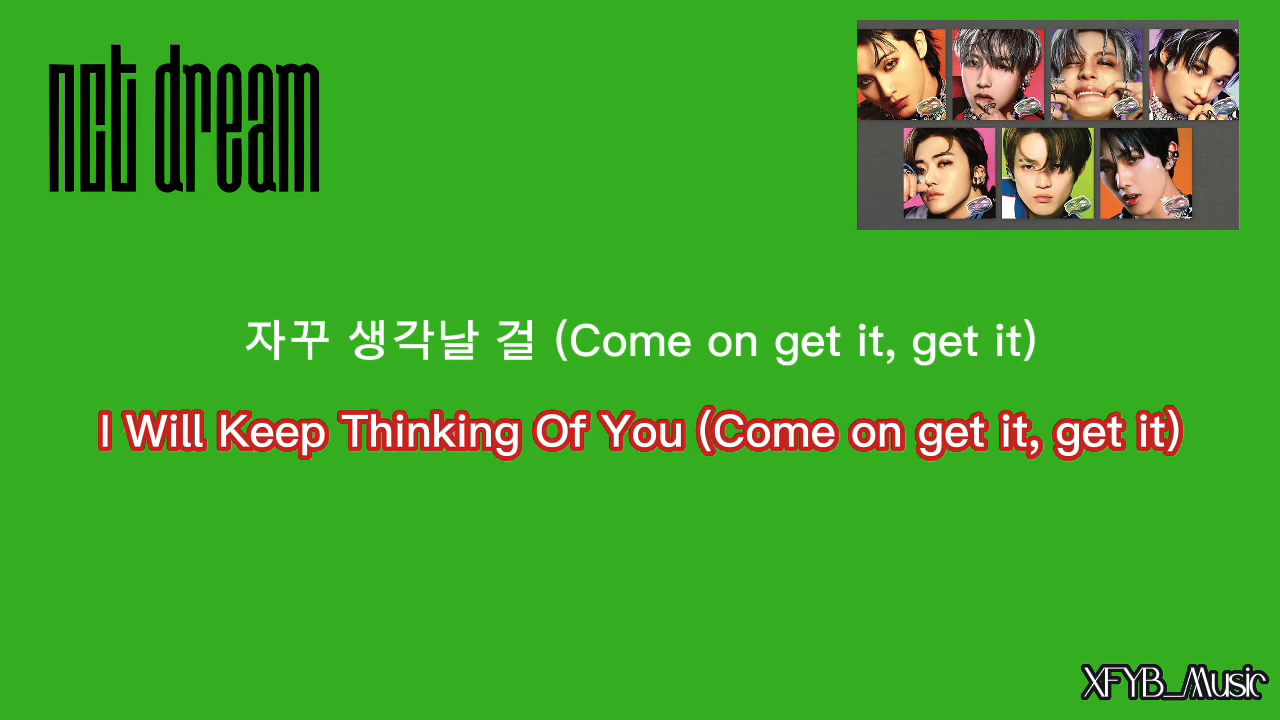 nct dream
자꾸 생각날 걸 (Come on get it, get it)
I Will Keep Thinking Of You (Come on get it, get it)
XFYB_Music